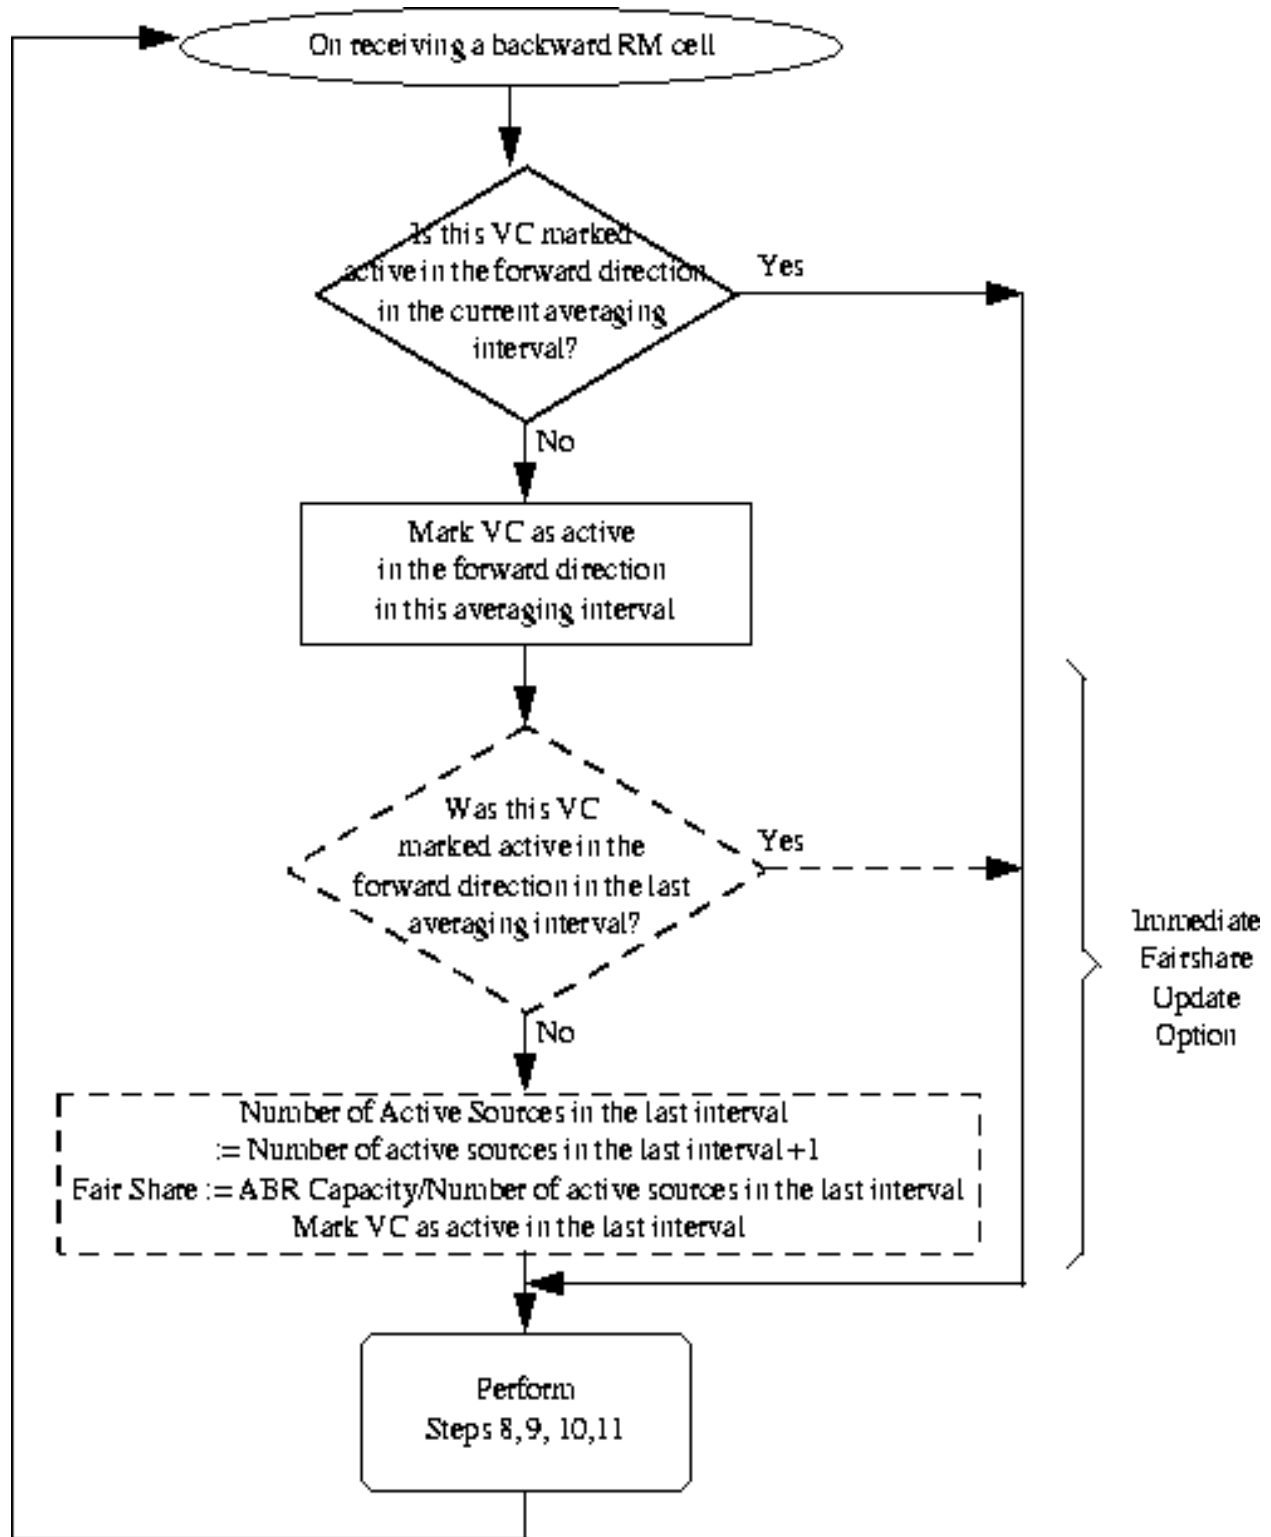 On receiving a backward RM cell
Is this VC marked
active in the forward direction
in the current averaging
interval?
Yes
No
Mark VC as active
in the forward direction
in this averaging interval
Was this VC
marked active in the
forward direction in the last
averaging interval?
Yes
No
Immediate
Fairshare
Update
Option
Number of Active Sources in the last interval
:= Number of active sources in the last interval +1
Fair Share := ABR Capacity/Number of active sources in the last interval
Mark VC as active in the last interval
Perform
Steps 8, 9, 10,11